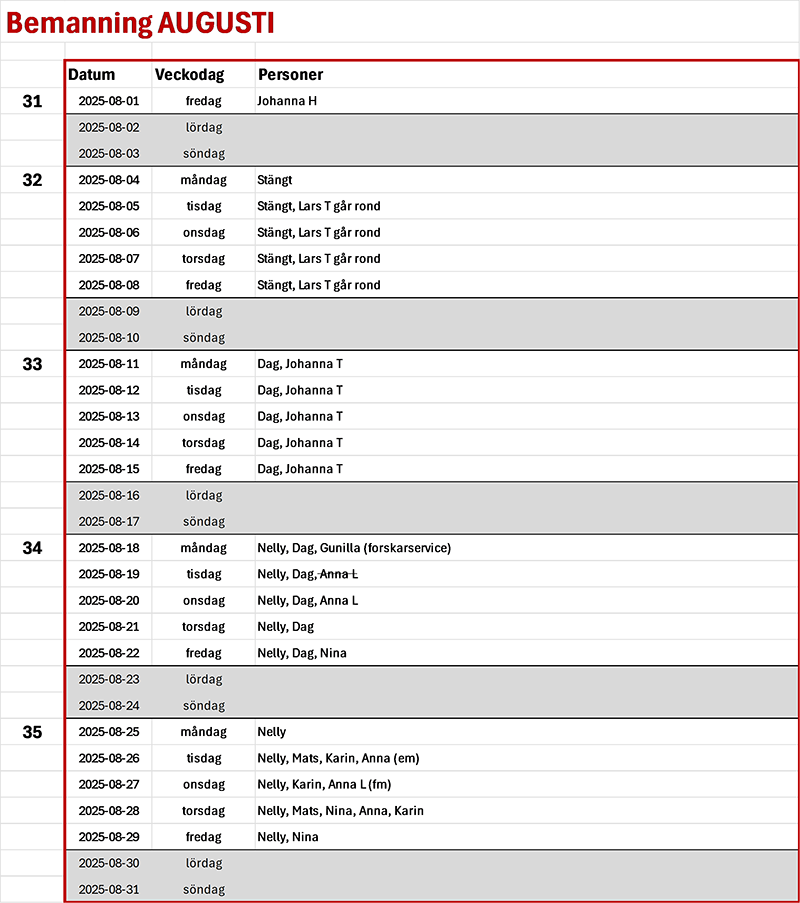 Bemanning AUGUSTI
Datum Veckodag Personer
31 2025-08-01 fredag Johanna H
2025-08-02 lördag
2025-08-03 söndag
32 2025-08-04 måndag Stängt
2025-08-05 tisdag Stängt, Lars T går rond
2025-08-06 onsdag Stängt, Lars T går rond
2025-08-07 torsdag Stängt, Lars T går rond
2025-08-08 fredag Stängt, Lars T går rond
2025-08-09 lördag
2025-08-10 söndag
33 2025-08-11 måndag Dag, Johanna T
2025-08-12 tisdag Dag, Johanna T
2025-08-13 onsdag Dag, Johanna T
2025-08-14 torsdag Dag, Johanna T
2025-08-15 fredag Dag, Johanna T
2025-08-16 lördag
2025-08-17 söndag
34 2025-08-18 måndag Nelly, Dag, Gunilla (forskarservice)
2025-08-19 tisdag Nelly, Dag, Anna L
2025-08-20 onsdag Nelly, Dag, Anna L
2025-08-21 torsdag Nelly, Dag
2025-08-22 fredag Nelly, Dag, Nina
2025-08-23 lördag
2025-08-24 söndag
35 2025-08-25 måndag Nelly
2025-08-26 tisdag Nelly, Mats, Karin, Anna (em)
2025-08-27 onsdag Nelly, Karin, Anna L (fm)
2025-08-28 torsdag Nelly, Mats, Nina, Anna, Karin
2025-08-29 fredag Nelly, Nina
2025-08-30 lördag
2025-08-31 söndag